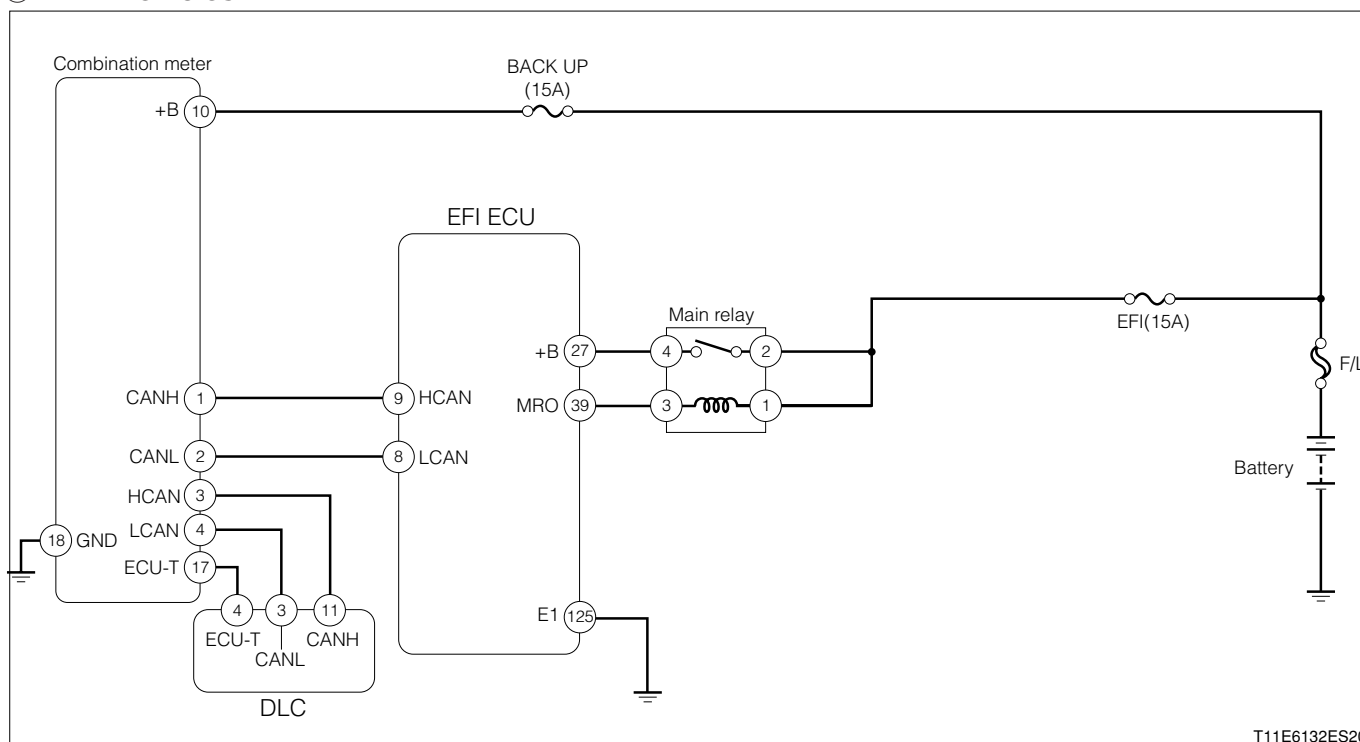 Combination meter
BACK UP
(15A)
+B 10
EFI ECU
Main relay
EFI(15A)
+B 27 4 2
F/L
CANH 1 9 HCAN
MRO 39 3 1
CANL 2 8 LCAN
Battery
HCAN 3
LCAN 4
18 GND
ECU-T 17
4 3 11
E1 125
ECU-T CANH
CANL
DLC